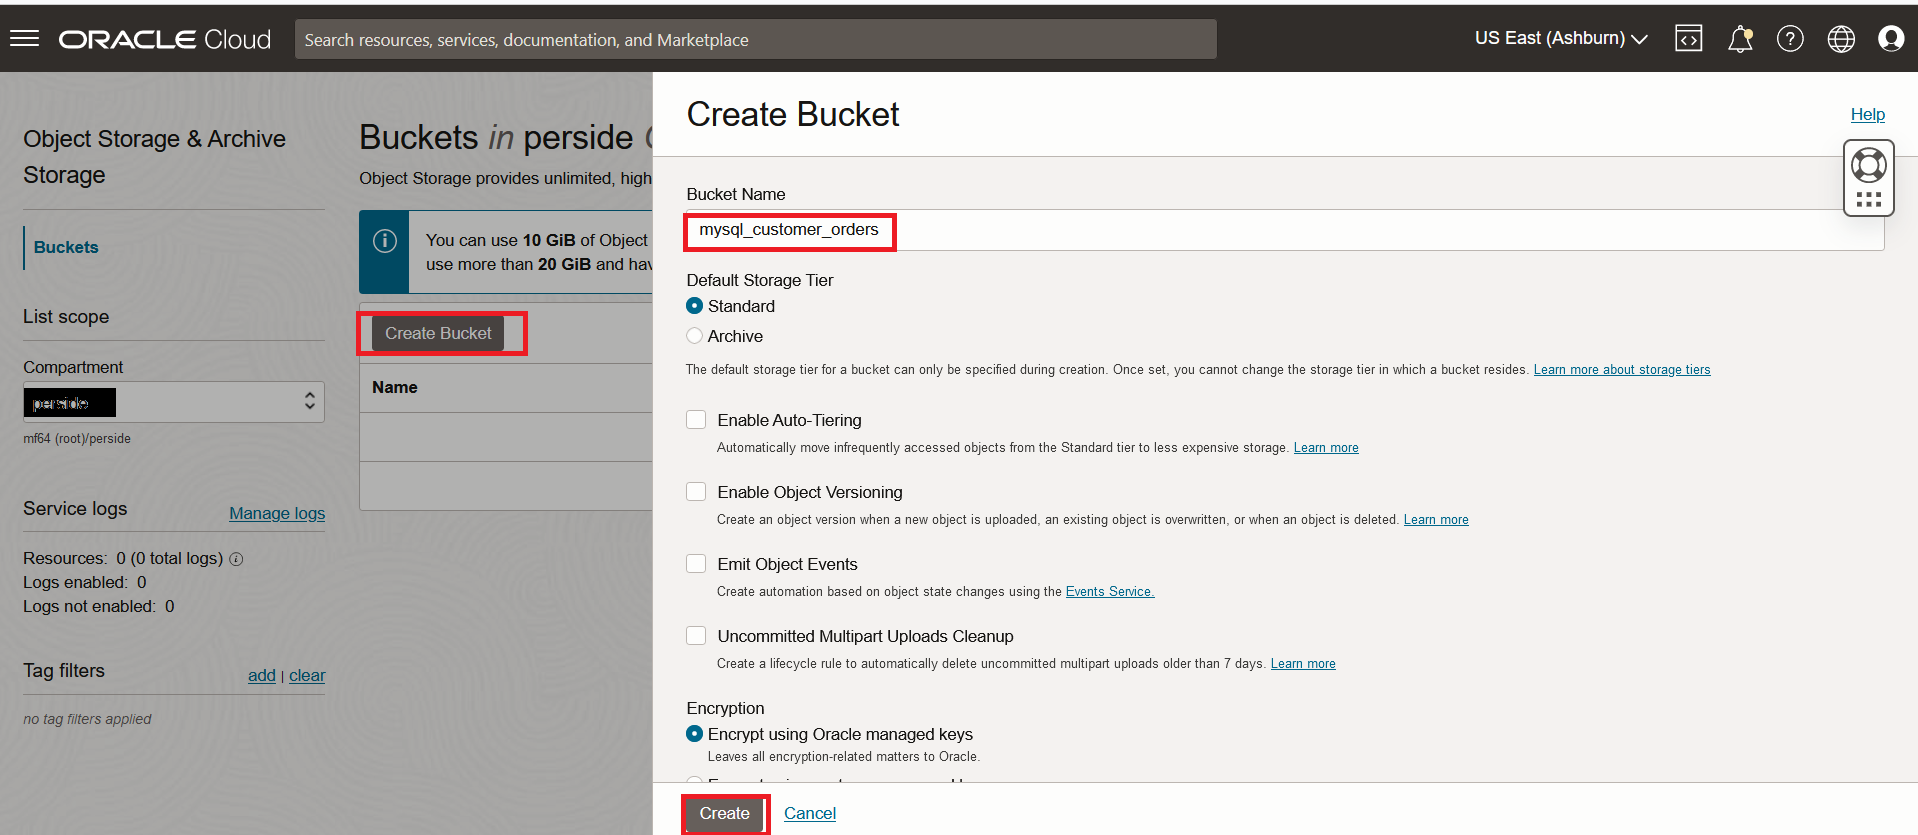 ORACLE Cloud
Search resources, services, documentation, and Marketplace
US East (Ashburn)
Object Storage & Archive
Storage
Buckets
List scope
Compartment
perside
mf64 (root)/perside
Service logs
Manage logs
Resources: 0 (0 total logs)
Logs enabled: 0
Logs not enabled: 0
Tag filters
add | clear
no tag filters applied
Buckets in perside
Object Storage provides unlimited, high
You can use 10 GiB of Object
use more than 20 GiB and hav
Create Bucket
Name
Create Bucket
Help
Bucket Name
mysql_customer_orders
Default Storage Tier
Standard
Archive
The default storage tier for a bucket can only be specified during creation. Once set, you cannot change the storage tier in which a bucket resides. Learn more about storage tiers
Enable Auto-Tiering
Automatically move infrequently accessed objects from the Standard tier to less expensive storage. Learn more
Enable Object Versioning
Create an object version when a new object is uploaded, an existing object is overwritten, or when an object is deleted. Learn more
Emit Object Events
Create automation based on object state changes using the Events Service.
Uncommitted Multipart Uploads Cleanup
Create a lifecycle rule to automatically delete uncommitted multipart uploads older than 7 days. Learn more
Encryption
Encrypt using Oracle managed keys
Leaves all encryption-related matters to Oracle.
Create
Cancel